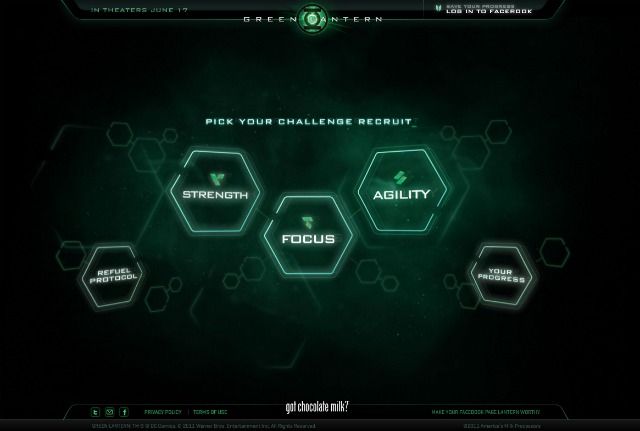 IN THEATERS JUNE 17
GREEN LANTERN
SAVE YOUR PROGRESS
LOG IN TO FACEBOOK
PICK YOUR CHALLENGE RECRUIT_
STRENGTH
AGILITY
FOCUS
REFUEL
PROTOCOL
YOUR
PROGRESS
PRIVACY POLICY | TERMS OF USE
got chocolate milk?
MAKE YOUR FACEBOOK PAGE LANTERN WORTHY
GREEN LANTERN TM & © DC Comics. © 2011 Warner Bros. Entertainment Inc. All Rights Reserved.
©2011 America's Milk Processors